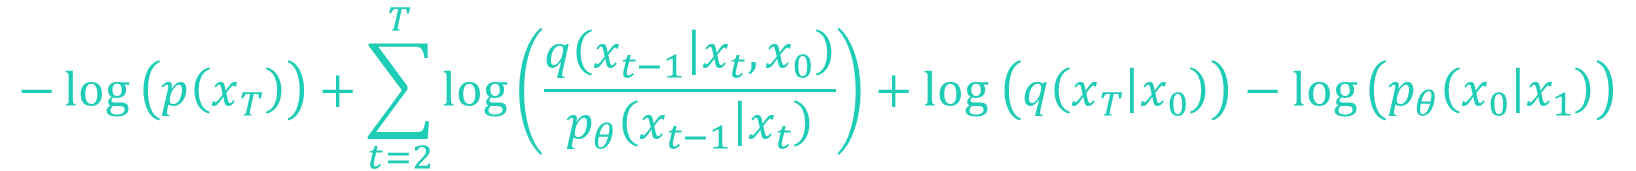 − log(p(x_T)) + ∑_{t=2}^{T} log(q(x_{t−1}|x_t, x_0) / p_θ(x_{t−1}|x_t)) + log(q(x_T|x_0)) − log(p_θ(x_0|x_1))